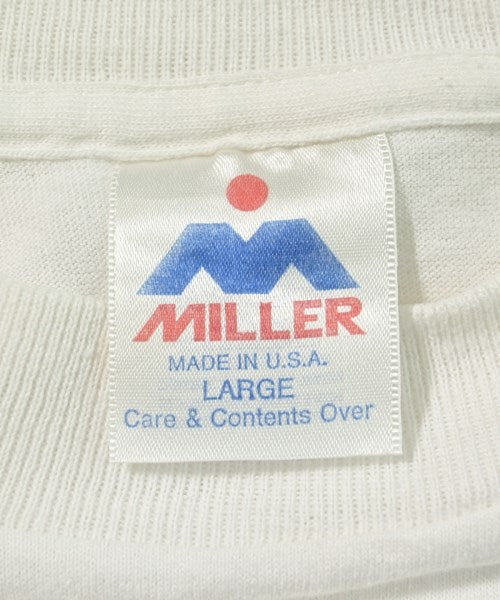 MILLER
MADE IN U.S.A.
LARGE
Care & Contents Over